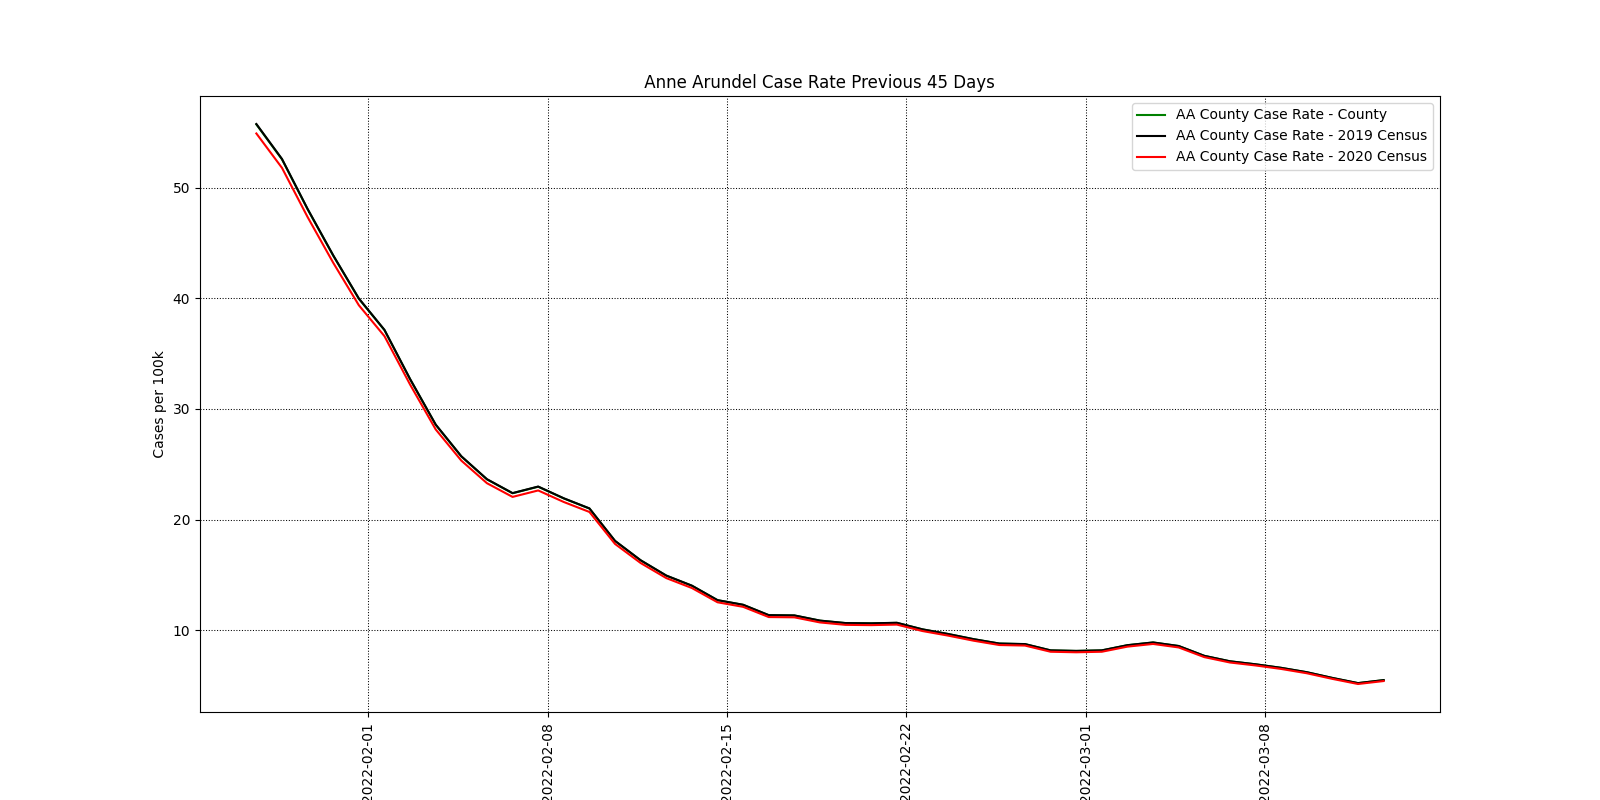 Anne Arundel Case Rate Previous 45 Days
AA County Case Rate - County
AA County Case Rate - 2019 Census
AA County Case Rate - 2020 Census
Cases per 100k
50
40
30
20
10
2022-02-01
2022-02-08
2022-02-15
2022-02-22
2022-03-01
2022-03-08